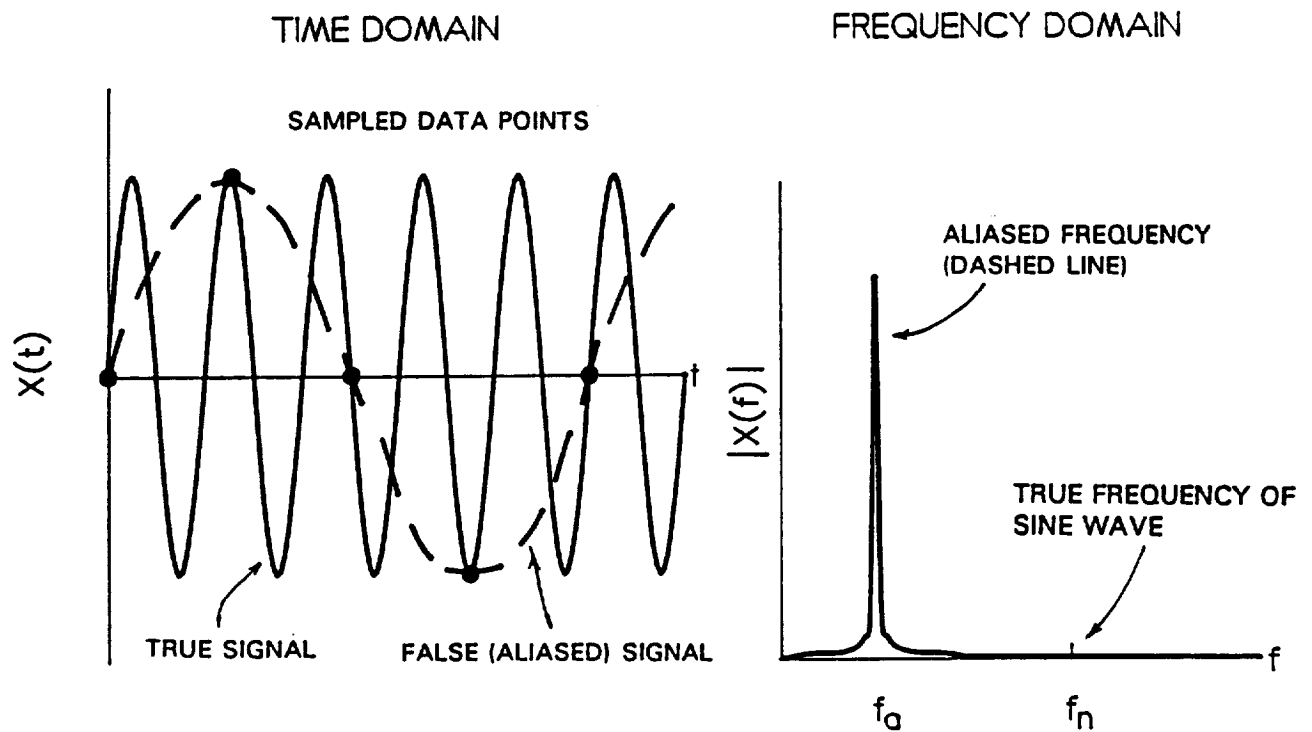 TIME DOMAIN
SAMPLED DATA POINTS
X(t)
t
TRUE SIGNAL
FALSE (ALIASED) SIGNAL
FREQUENCY DOMAIN
ALIASED FREQUENCY
(DASHED LINE)
|X(f)|
TRUE FREQUENCY OF
SINE WAVE
f
fa
fn